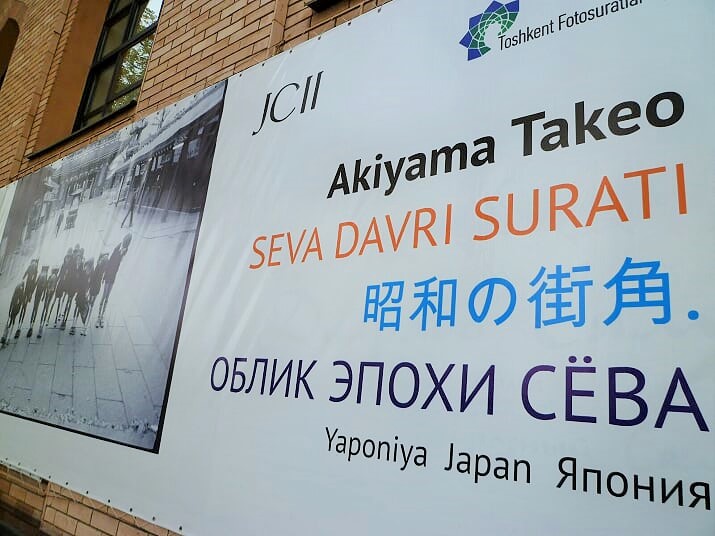 Toshkent Fotosuratlar
JCII
Akiyama Takeo
SEVA DAVRI SURATI
昭和の街角.
ОБЛИК ЭПОХИ СЁВА
Yaponiya Japan Япония